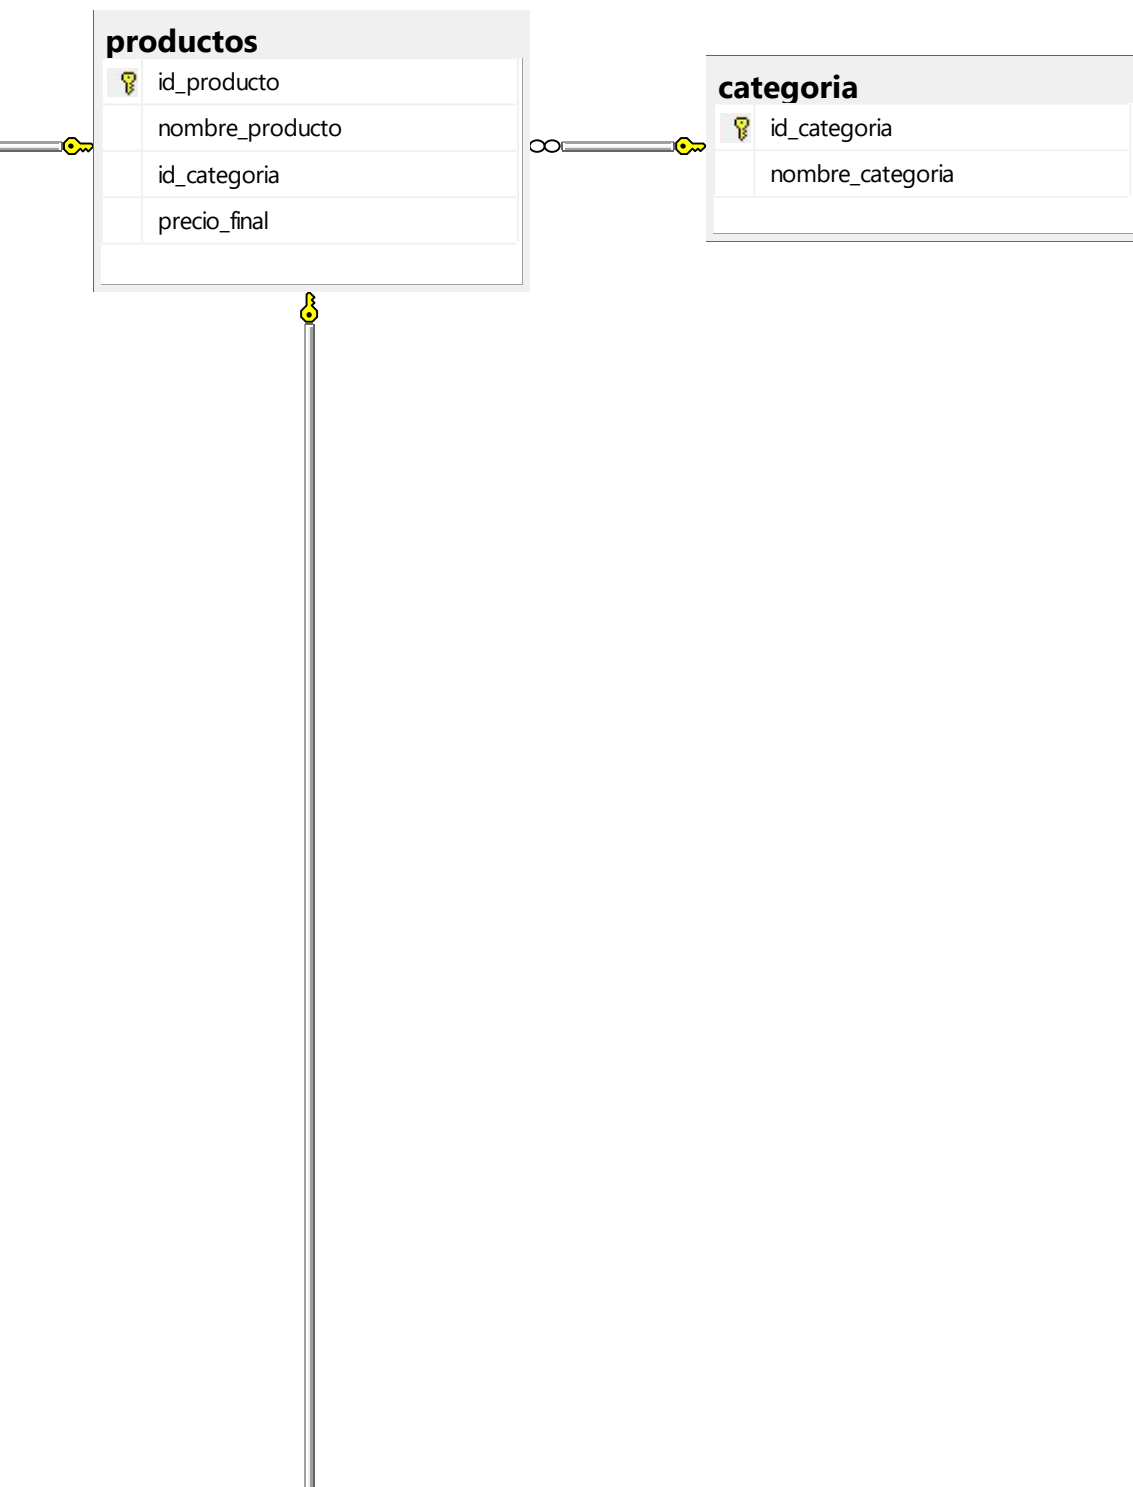 productos
id_producto
nombre_producto
id_categoria
precio_final
categoria
id_categoria
nombre_categoria